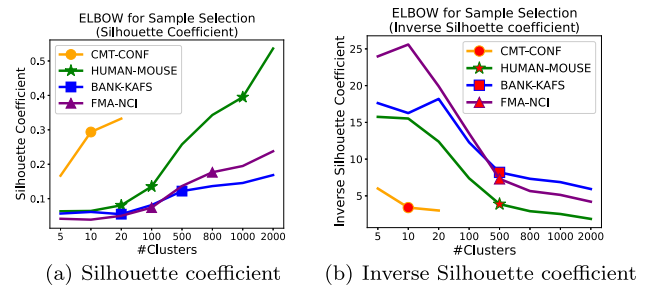 ELBOW for Sample Selection
(Silhouette Coefficient)
Silhouette Coefficient
0.5
0.4
0.3
0.2
0.1
CMT-CONF
HUMAN-MOUSE
BANK-KAFS
FMA-NCI
5 10 20 100 500 800 1000 2000
#Clusters
(a) Silhouette coefficient
ELBOW for Sample Selection
(Inverse Silhouette Coefficient)
Inverse Silhouette Coefficient
25
20
15
10
5
CMT-CONF
HUMAN-MOUSE
BANK-KAFS
FMA-NCI
5 10 20 100 500 800 1000 2000
#Clusters
(b) Inverse Silhouette coefficient